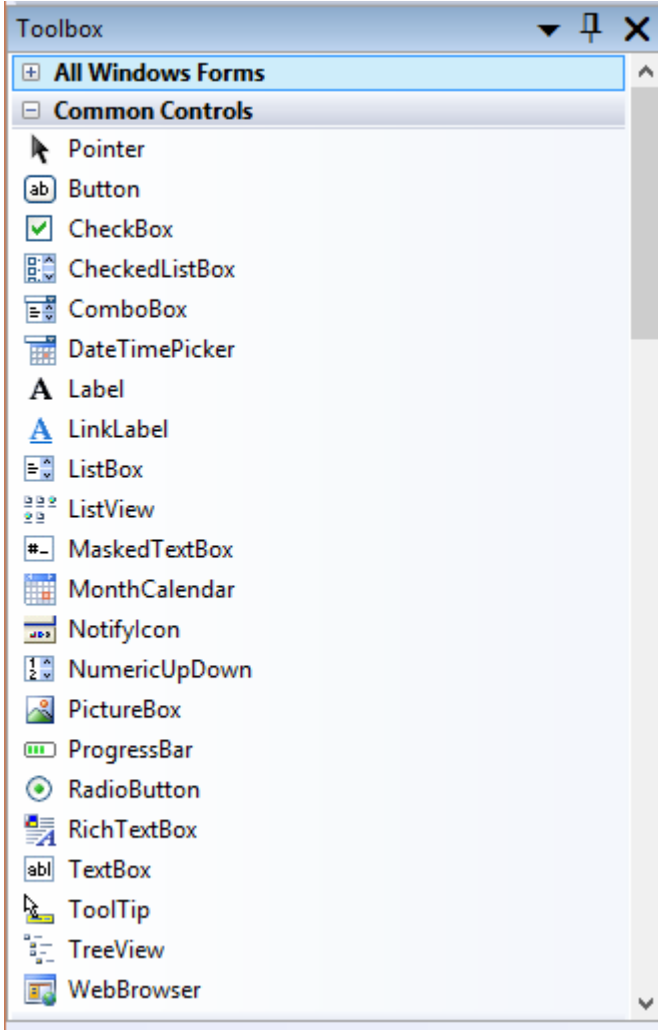 Toolbox
All Windows Forms
Common Controls
Pointer
Button
CheckBox
CheckedListBox
ComboBox
DateTimePicker
Label
LinkLabel
ListBox
ListView
MaskedTextBox
MonthCalendar
NotifyIcon
NumericUpDown
PictureBox
ProgressBar
RadioButton
RichTextBox
TextBox
ToolTip
TreeView
WebBrowser